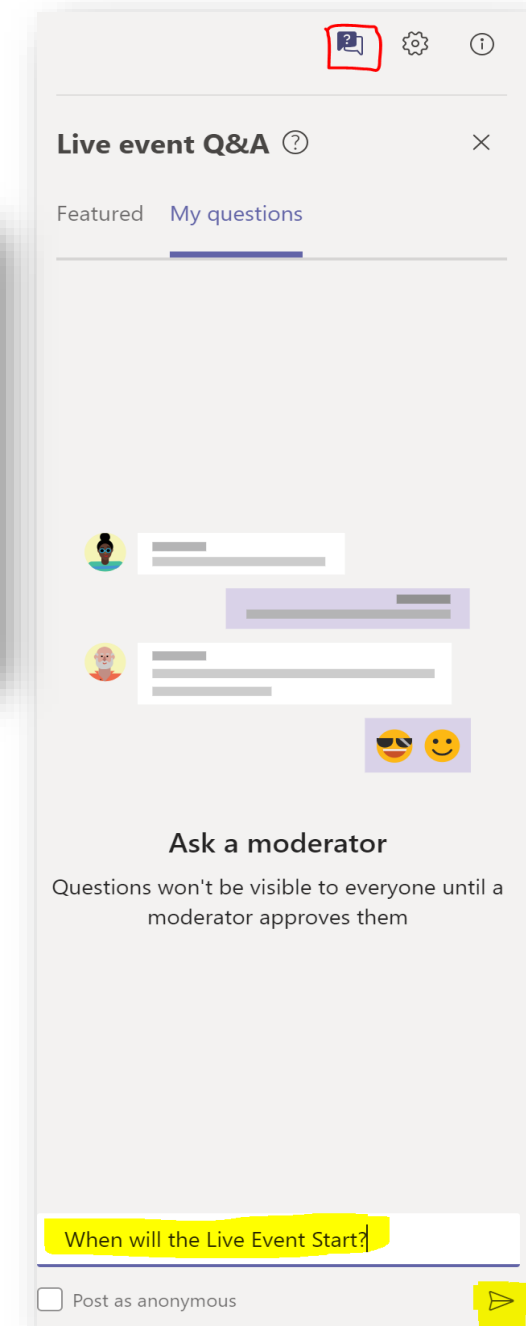 Live event Q&A
Featured My questions
Ask a moderator
Questions won't be visible to everyone until a
moderator approves them
When will the Live Event Start?
Post as anonymous